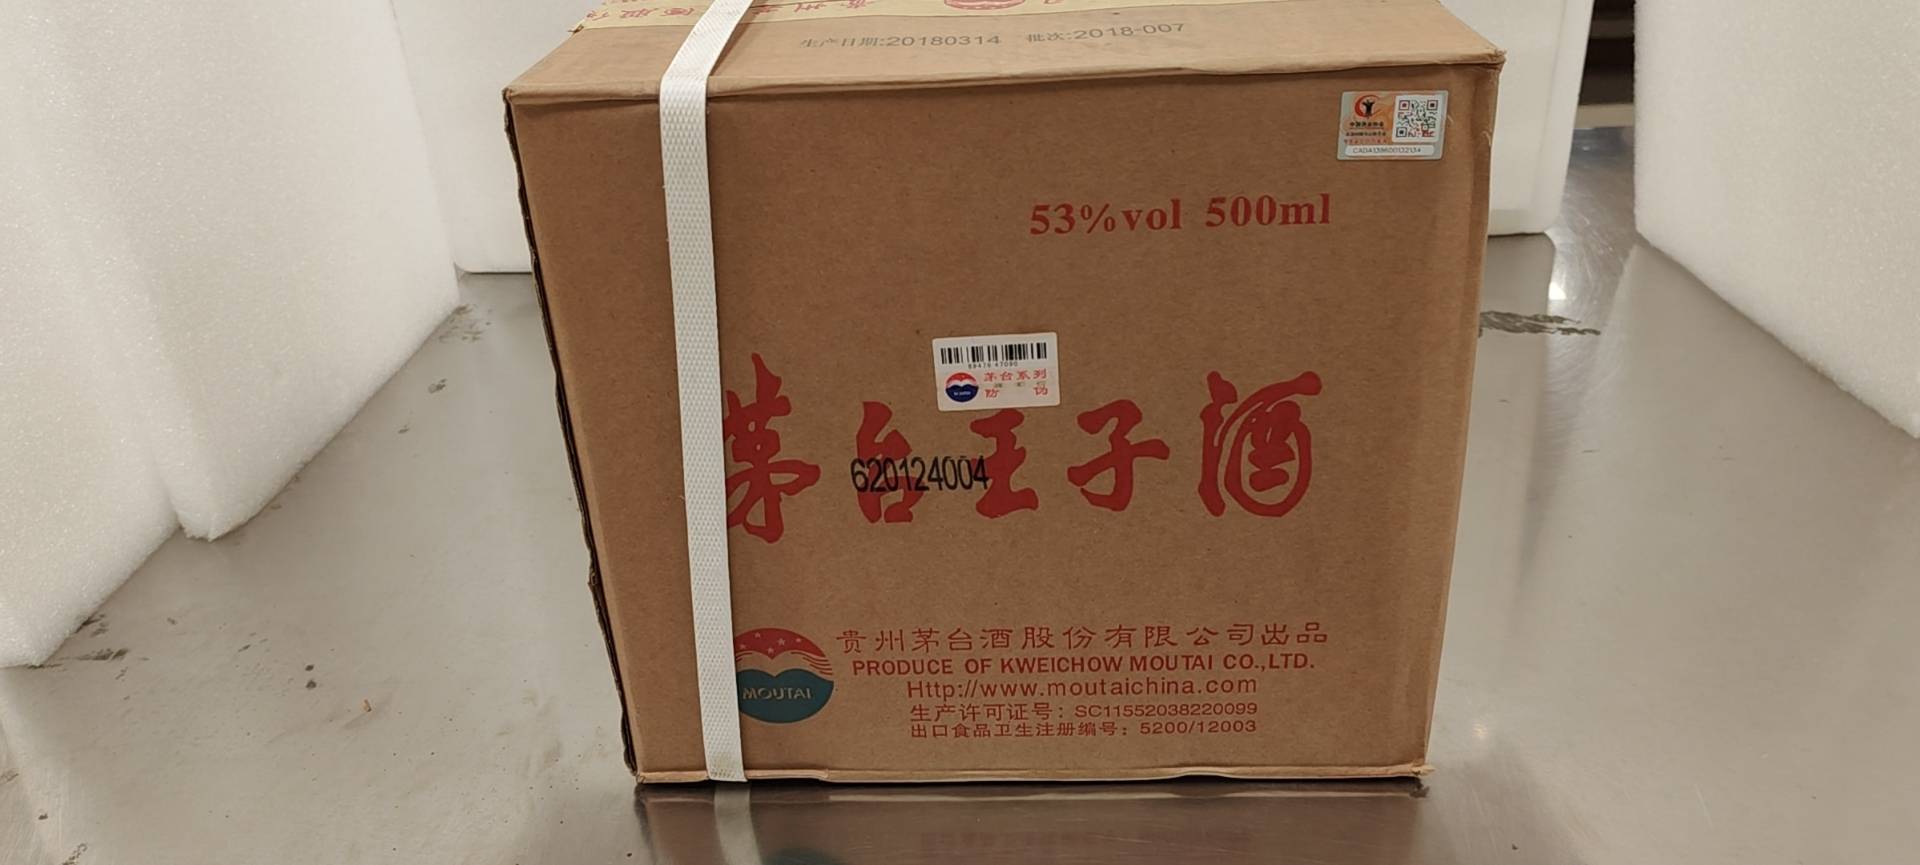 生产日期:20180314 批次:2018-007
CADA139600132134
53%vol 500ml
茅台系列
防伪
茅台王子酒
620124004
MOUTAI
贵州茅台酒股份有限公司出品
PRODUCE OF KWEICHOW MOUTAI CO.,LTD.
Http://www.moutaichina.com
生产许可证号：SC11552038220099
出口食品卫生注册编号：5200/12003